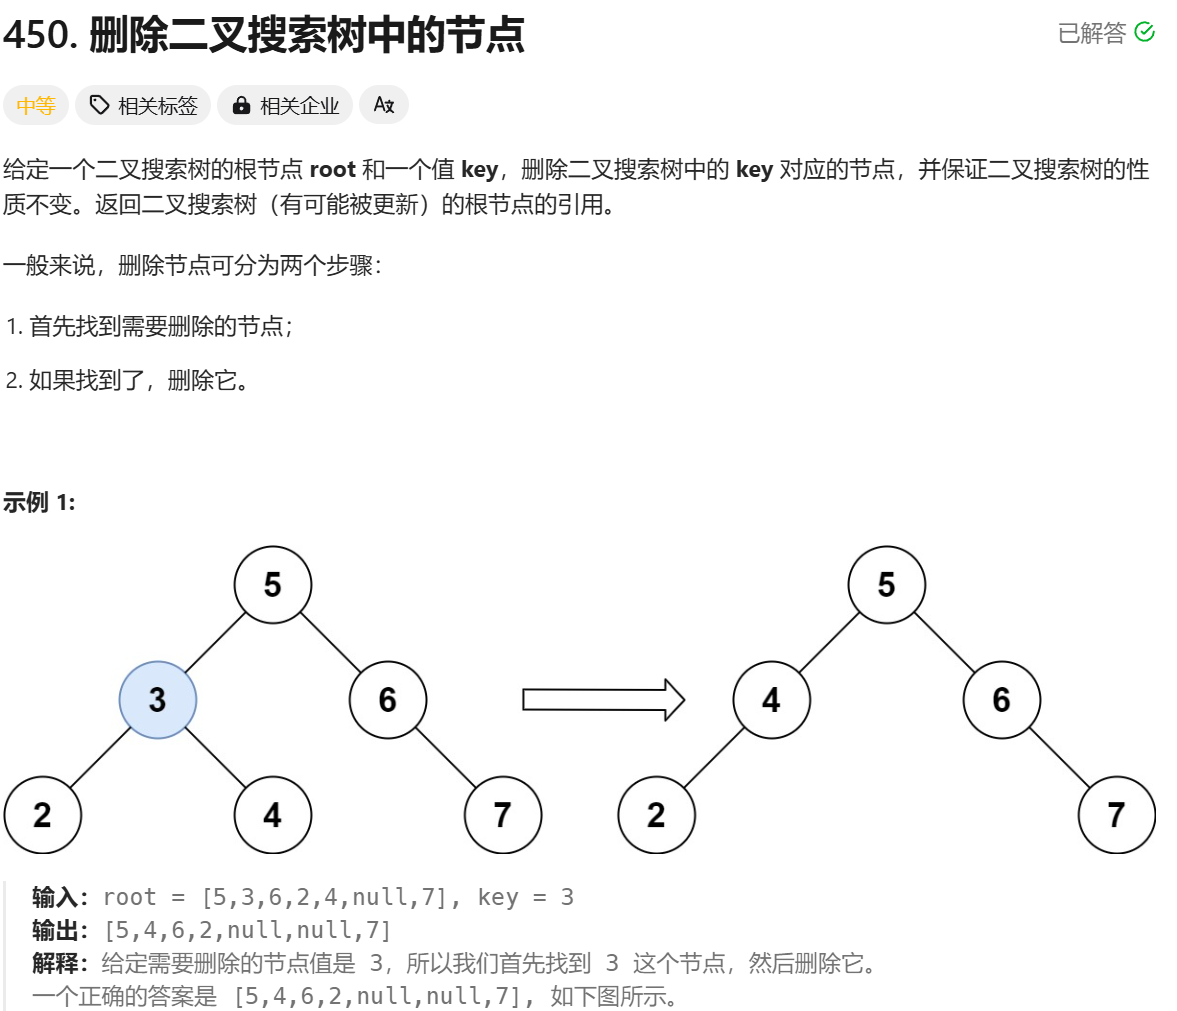 450. 删除二叉搜索树中的节点
已解答
中等
相关标签
相关企业
给定一个二叉搜索树的根节点 root 和一个值 key，删除二叉搜索树中的 key 对应的节点，并保证二叉搜索树的性
质不变。返回二叉搜索树（有可能被更新）的根节点的引用。
一般来说，删除节点可分为两个步骤：
1. 首先找到需要删除的节点；
2. 如果找到了，删除它。
示例 1:
5 5
3 6 4 6
2 4 7 2 7
输入：root = [5,3,6,2,4,null,7], key = 3
输出：[5,4,6,2,null,null,7]
解释：给定需要删除的节点值是 3，所以我们首先找到 3 这个节点，然后删除它。
一个正确的答案是 [5,4,6,2,null,null,7], 如下图所示。